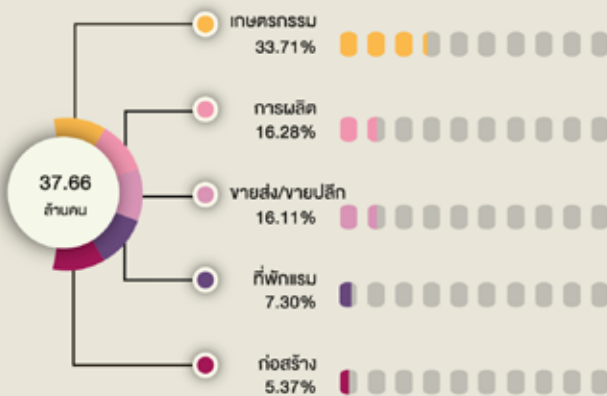 เกษตรกรรม
33.71%
การผลิต
16.28%
37.66
ล้านคน
ขายส่ง/ขายปลีก
16.11%
ที่พักแรม
7.30%
ก่อสร้าง
5.37%